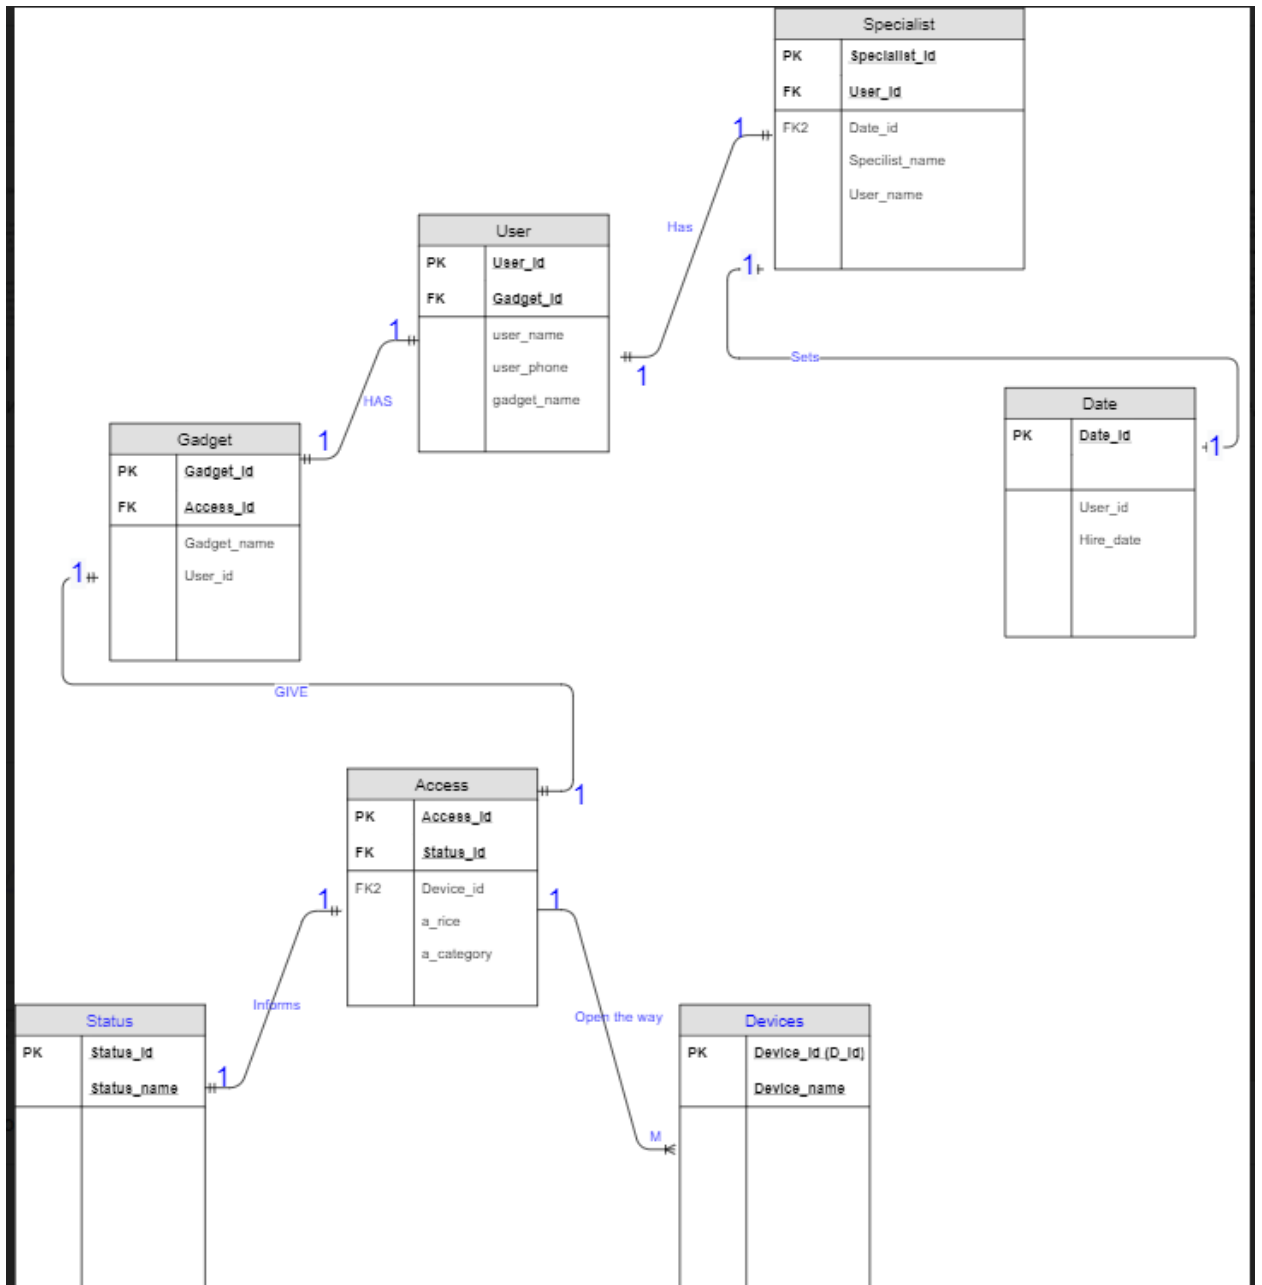 Specialist
PK Specialist_id
FK User_id
FK2 Date_id
Specilist_name
User_name
1
Has
1
1
Sets
1
User
PK User_id
FK Gadget_id
user_name
user_phone
gadget_name
1
HAS
1
Date
PK Date_id
User_id
Hire_date
Gadget
PK Gadget_id
FK Access_id
Gadget_name
User_id
1
GIVE
1
Access
PK Access_id
FK Status_id
FK2 Device_id
a_rice
a_category
1
Informs
1
1
Open the way
M
Status
PK Status_id
Status_name
Devices
PK Device_id (D_id)
Device_name